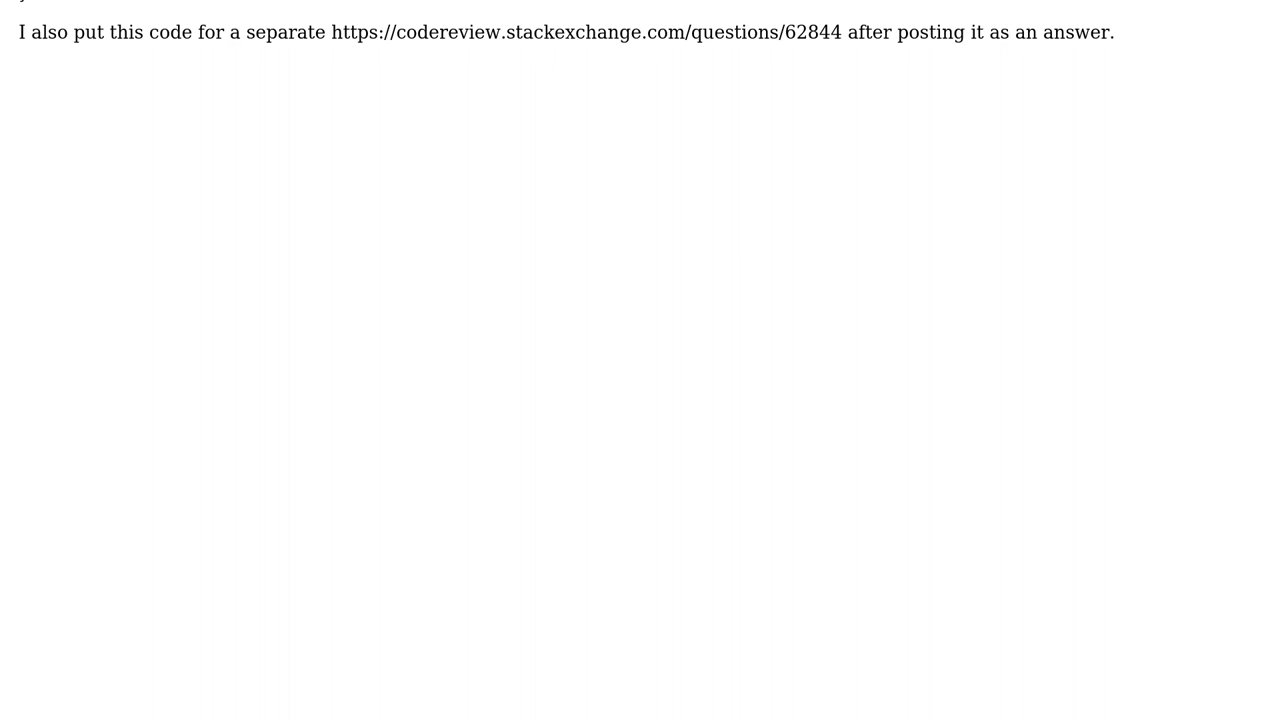 I also put this code for a separate https://codereview.stackexchange.com/questions/62844 after posting it as an answer.